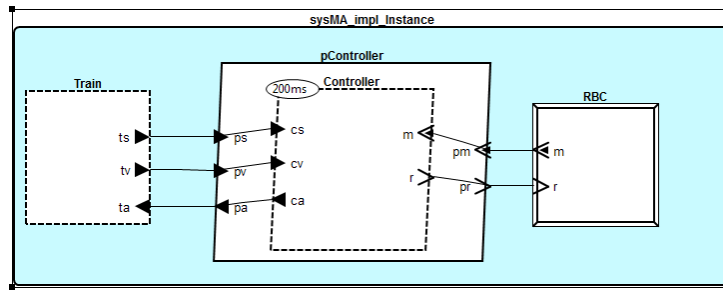 sysMA_impl_Instance
pController
Train
200ms
Controller
RBC
ts
ps
cs
m
pm
m
tv
pv
cv
r
pr
r
ta
pa
ca